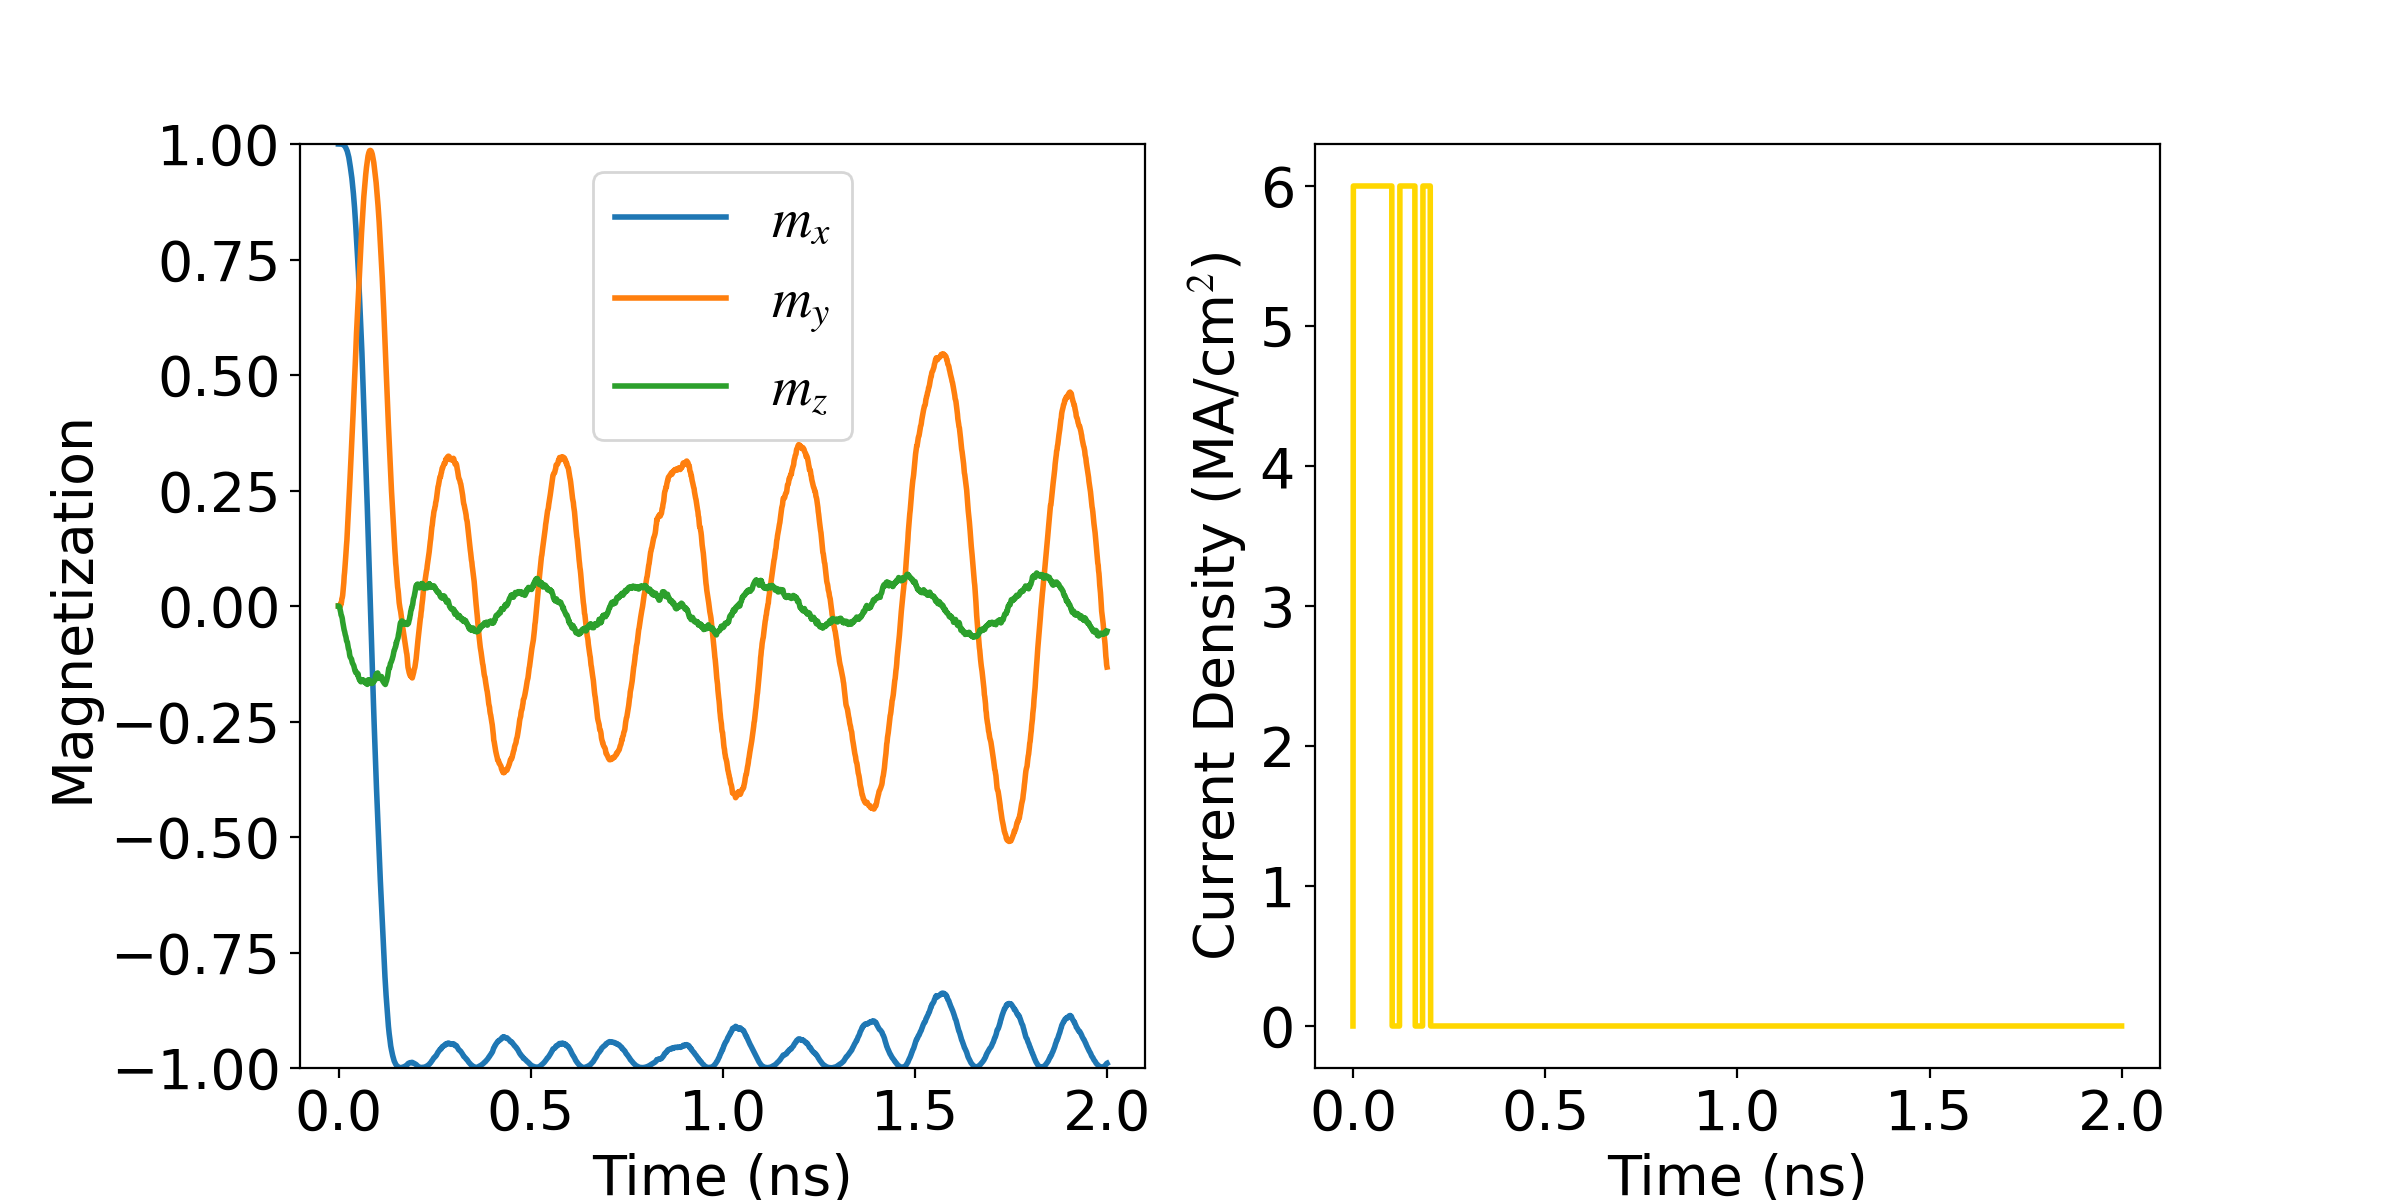 1.00
0.75
0.50
0.25
0.00
−0.25
−0.50
−0.75
−1.00
Magnetization
0.0 0.5 1.0 1.5 2.0
Time (ns)
m_x
m_y
m_z
6
5
4
3
2
1
0
Current Density (MA/cm²)
0.0 0.5 1.0 1.5 2.0
Time (ns)